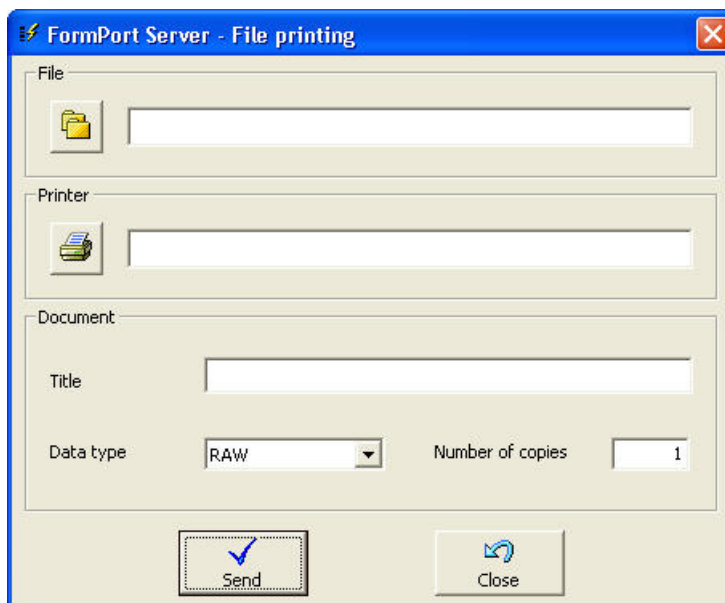 FormPort Server - File printing
File
Printer
Document
Title
Data type RAW Number of copies 1
Send Close